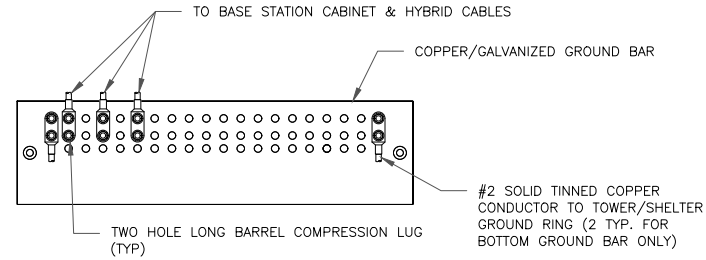 TO BASE STATION CABINET & HYBRID CABLES
COPPER/GALVANIZED GROUND BAR
#2 SOLID TINNED COPPER
CONDUCTOR TO TOWER/SHELTER
GROUND RING (2 TYP. FOR
BOTTOM GROUND BAR ONLY)
TWO HOLE LONG BARREL COMPRESSION LUG
(TYP)